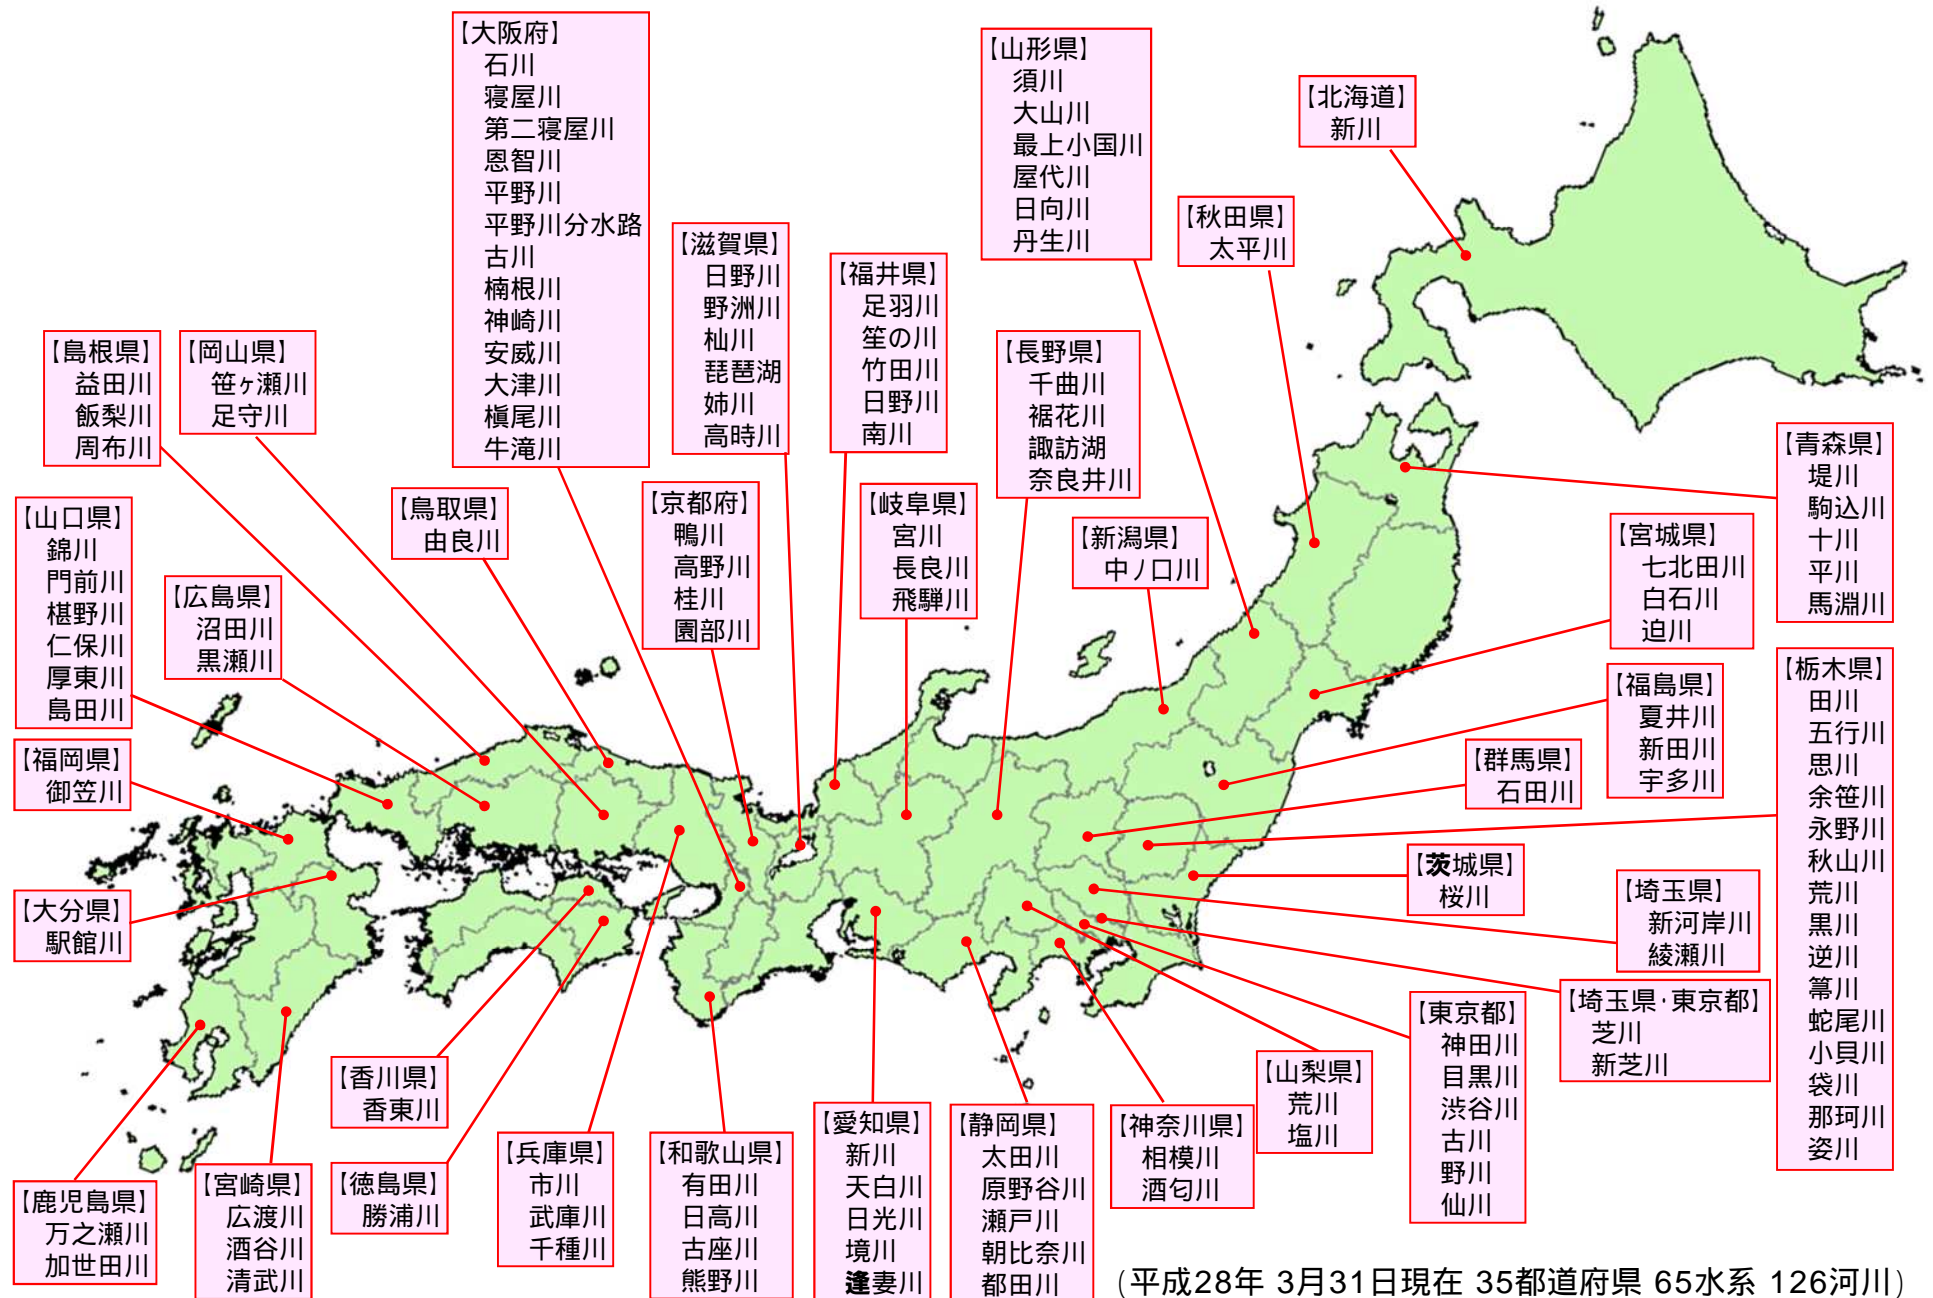 【大阪府】
石川
寝屋川
第二寝屋川
恩智川
平野川
平野川分水路
古川
楠根川
神崎川
安威川
大津川
槇尾川
牛滝川
【山形県】
須川
大山川
最上小国川
屋代川
日向川
丹生川
【北海道】
新川
【秋田県】
太平川
【滋賀県】
日野川
野洲川
杣川
琵琶湖
姉川
高時川
【福井県】
足羽川
笙の川
竹田川
日野川
南川
【長野県】
千曲川
裾花川
諏訪湖
奈良井川
【島根県】
益田川
飯梨川
周布川
【岡山県】
笹ヶ瀬川
足守川
【青森県】
堤川
駒込川
十川
平川
馬淵川
【山口県】
錦川
門前川
椹野川
仁保川
厚東川
島田川
【鳥取県】
由良川
【京都府】
鴨川
高野川
桂川
園部川
【岐阜県】
宮川
長良川
飛騨川
【新潟県】
中ノ口川
【宮城県】
七北田川
白石川
迫川
【広島県】
沼田川
黒瀬川
【福島県】
夏井川
新田川
宇多川
【栃木県】
田川
五行川
思川
余笹川
永野川
秋山川
荒川
黒川
逆川
箒川
蛇尾川
小貝川
袋川
那珂川
姿川
【福岡県】
御笠川
【群馬県】
石田川
【茨城県】
桜川
【埼玉県】
新河岸川
綾瀬川
【大分県】
駅館川
【埼玉県・東京都】
芝川
新芝川
【東京都】
神田川
目黒川
渋谷川
古川
野川
仙川
【山梨県】
荒川
塩川
【香川県】
香東川
【神奈川県】
相模川
酒匂川
【静岡県】
太田川
原野谷川
瀬戸川
朝比奈川
都田川
【愛知県】
新川
天白川
日光川
境川
逢妻川
【和歌山県】
有田川
日高川
古座川
熊野川
【兵庫県】
市川
武庫川
千種川
【徳島県】
勝浦川
【宮崎県】
広渡川
酒谷川
清武川
【鹿児島県】
万之瀬川
加世田川
（平成28年 3月31日現在 35都道府県 65水系 126河川）